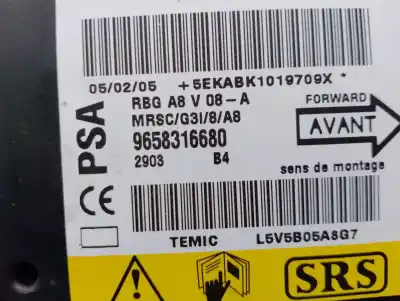 05/02/05 +5EKABK1019709X*
RBG A8 V 08-A
MRSC/G3I/8/A8
9658316680
2903 B4
PSA
CE
FORWARD
AVANT
sens de montage
TEMIC L5V5B05A8G7
SRS